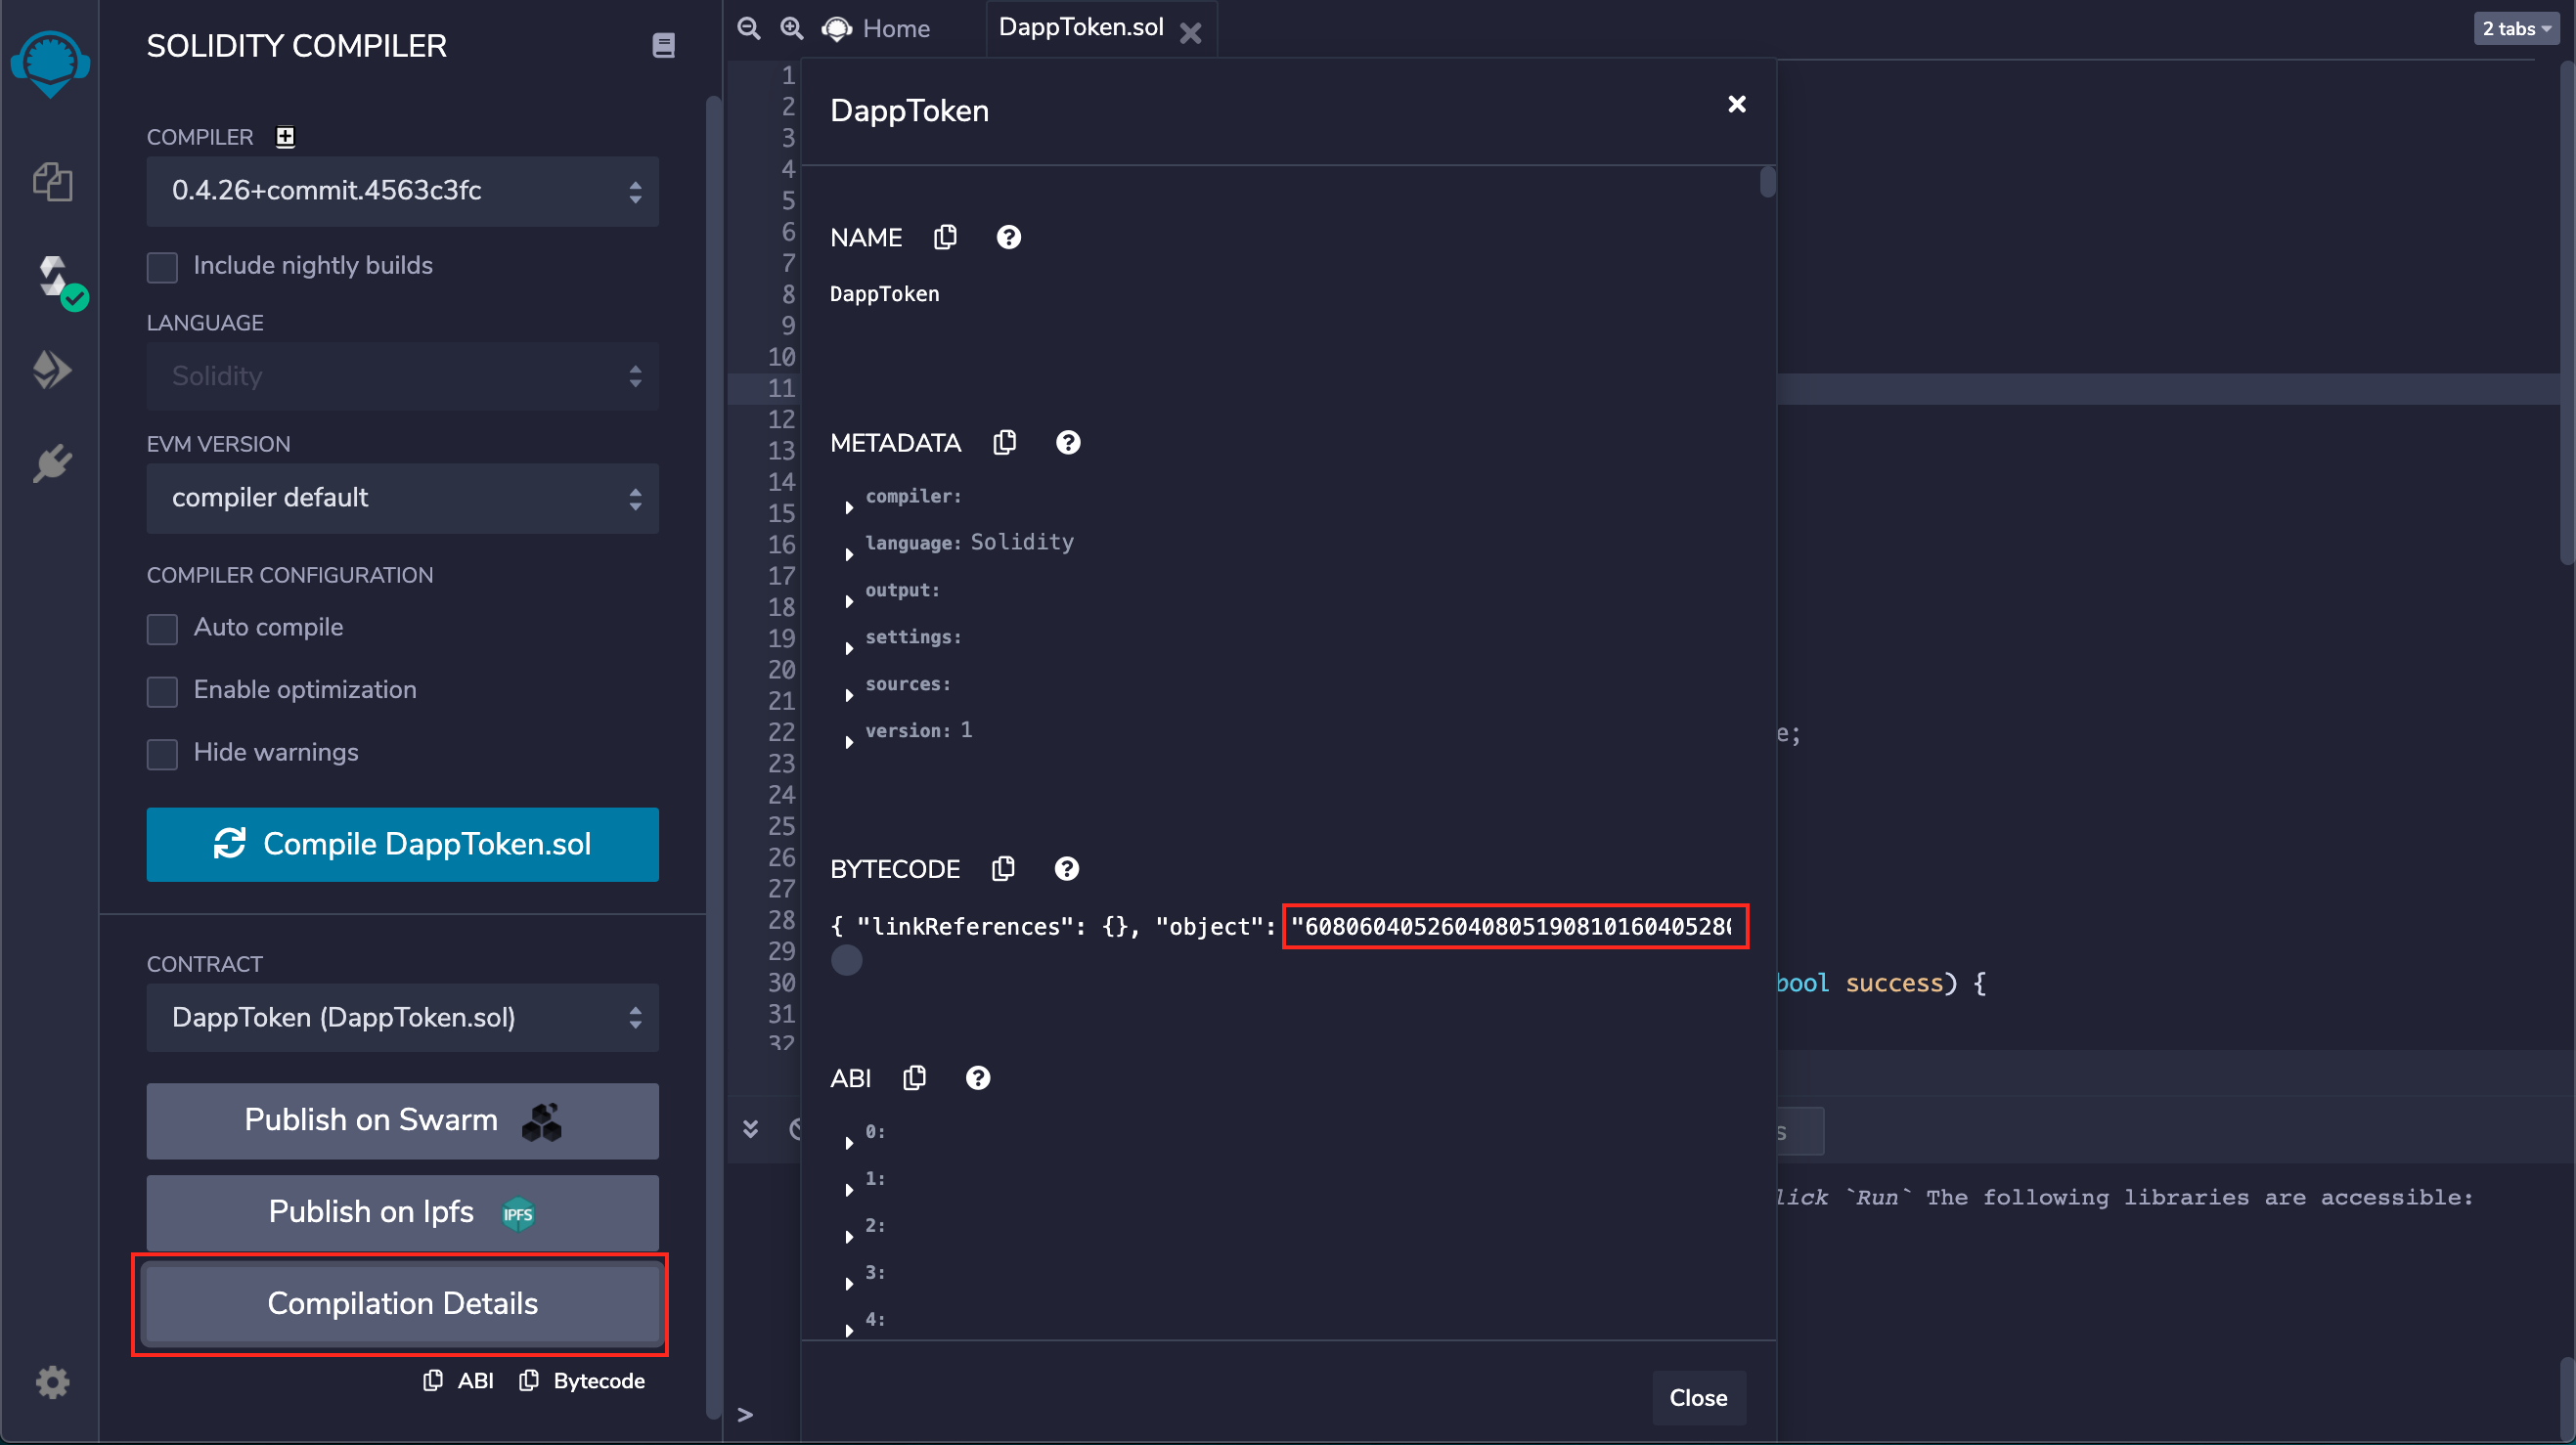 SOLIDITY COMPILER
COMPILER
0.4.26+commit.4563c3fc
Include nightly builds
LANGUAGE
Solidity
EVM VERSION
compiler default
COMPILER CONFIGURATION
Auto compile
Enable optimization
Hide warnings
Compile DappToken.sol
CONTRACT
DappToken (DappToken.sol)
Publish on Swarm
Publish on Ipfs IPFS
Compilation Details
ABI Bytecode
Home DappToken.sol
2 tabs
1
2
3
4
5
6
7
8
9
10
11
12
13
14
15
16
17
18
19
20
21
22
23
24
25
26
27
28
29
30
31
32
DappToken
NAME
DappToken
METADATA
compiler:
language: Solidity
output:
settings:
sources:
version: 1
BYTECODE
{ "linkReferences": {}, "object": "60806040526040805190810160405280
ABI
0:
1:
2:
3:
4:
Close
e;
bool success) {
s
lick `Run` The following libraries are accessible:
>